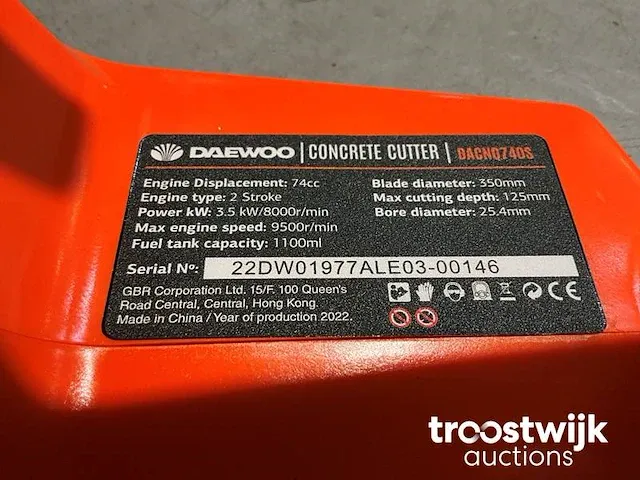 DAEWOO | CONCRETE CUTTER | DACNQ740S
Engine Displacement: 74cc
Engine type: 2 Stroke
Power kW: 3.5 kW/8000r/min
Max engine speed: 9500r/min
Fuel tank capacity: 1100ml
Blade diameter: 350mm
Max cutting depth: 125mm
Bore diameter: 25.4mm
Serial Nº: 22DW01977ALE03-00146
GBR Corporation Ltd. 15/F. 100 Queen's
Road Central, Central, Hong Kong.
Made in China / Year of production 2022.
CE
troostwijk
auctions